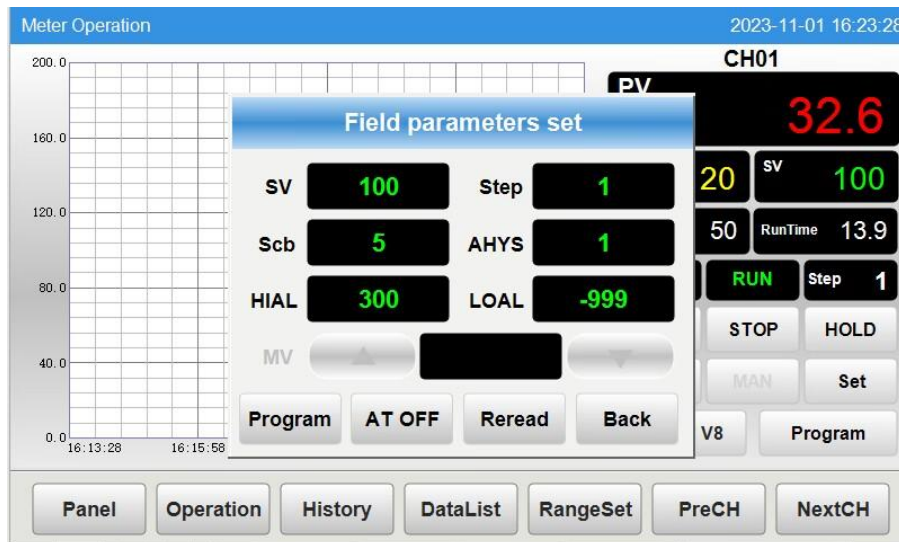 Meter Operation 2023-11-01 16:23:28
CH01
PV
32.6
200.0
160.0
120.0
80.0
40.0
0.0
16:13:28 16:15:58
Field parameters set
SV 100 Step 1
Scb 5 AHYS 1
HIAL 300 LOAL -999
MV
Program AT OFF Reread Back
20 SV 100
50 RunTime 13.9
RUN Step 1
STOP HOLD
MAN Set
V8 Program
Panel Operation History DataList RangeSet PreCH NextCH